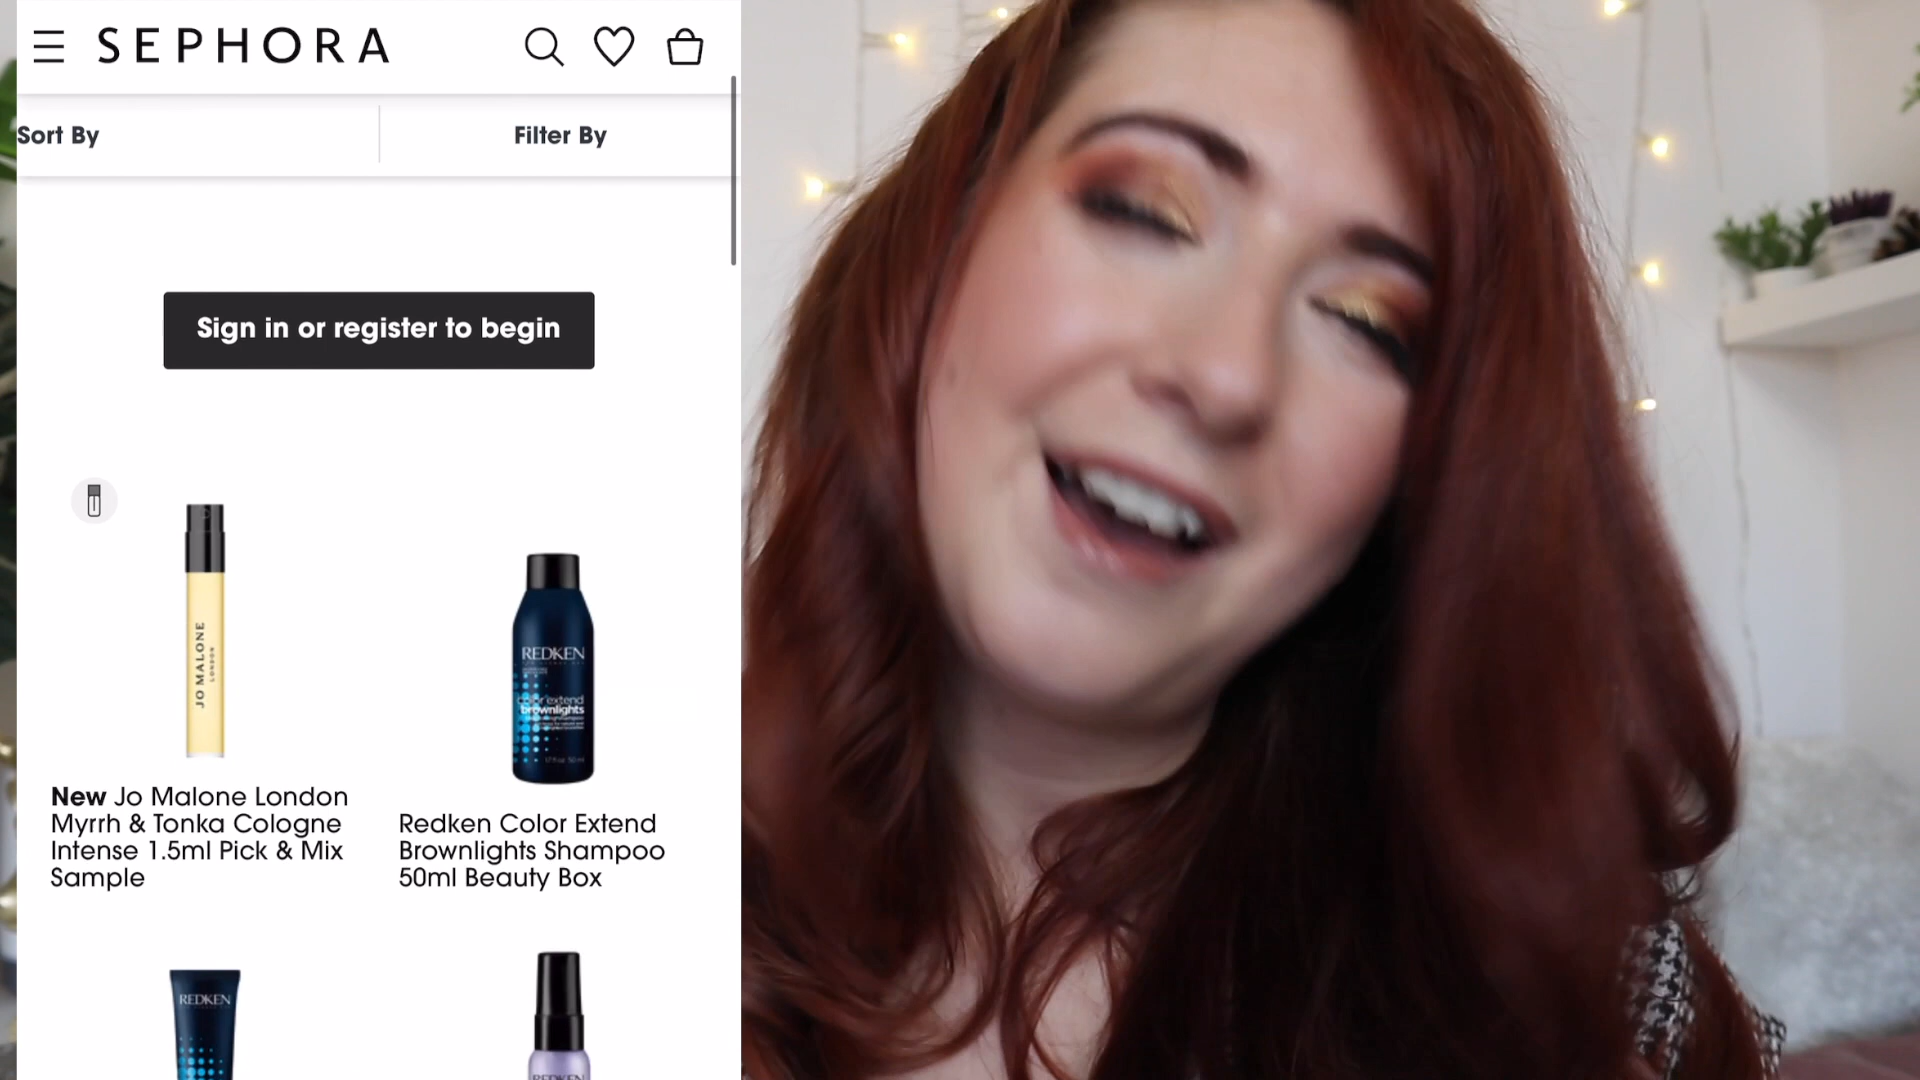 SEPHORA
Sort By
Filter By
Sign in or register to begin
JO MALONE
LONDON
REDKEN
color extend
brownlights
New Jo Malone London
Myrrh & Tonka Cologne
Intense 1.5ml Pick & Mix
Sample
Redken Color Extend
Brownlights Shampoo
50ml Beauty Box
REDKEN
REDKEN